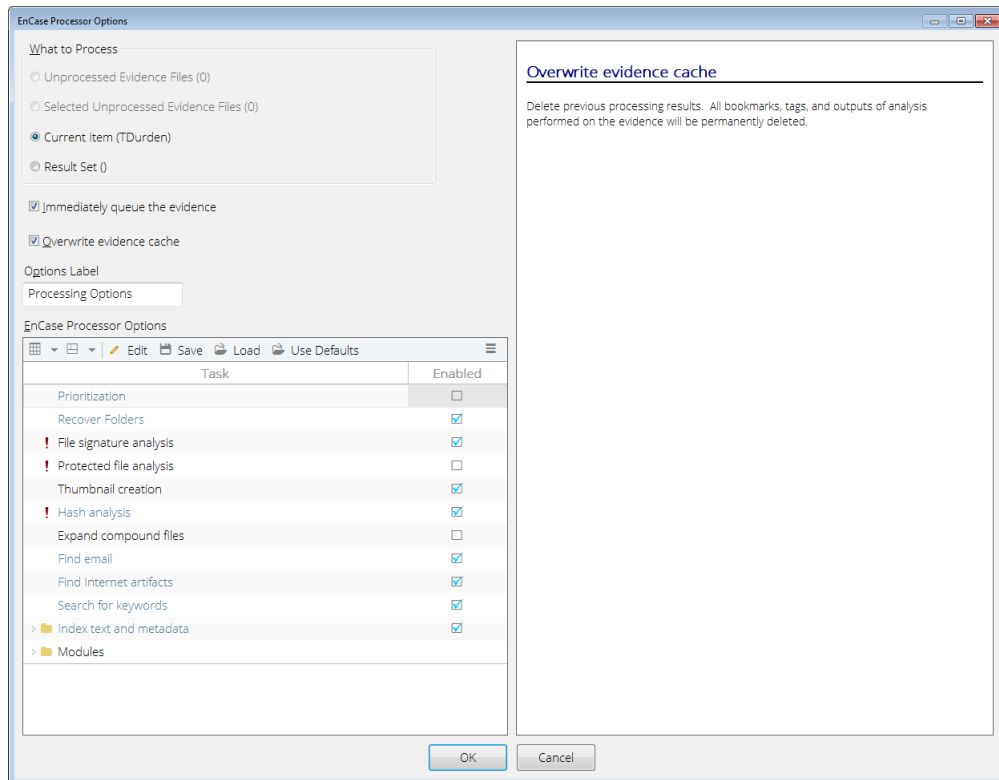 EnCase Processor Options
What to Process
Unprocessed Evidence Files (0)
Selected Unprocessed Evidence Files (0)
Current Item (TDurden)
Result Set ()
Immediately queue the evidence
Overwrite evidence cache
Options Label
Processing Options
EnCase Processor Options
Edit Save Load Use Defaults
Task Enabled
Prioritization
Recover Folders
! File signature analysis
! Protected file analysis
Thumbnail creation
! Hash analysis
Expand compound files
Find email
Find Internet artifacts
Search for keywords
Index text and metadata
Modules
Overwrite evidence cache
Delete previous processing results. All bookmarks, tags, and outputs of analysis
performed on the evidence will be permanently deleted.
OK Cancel